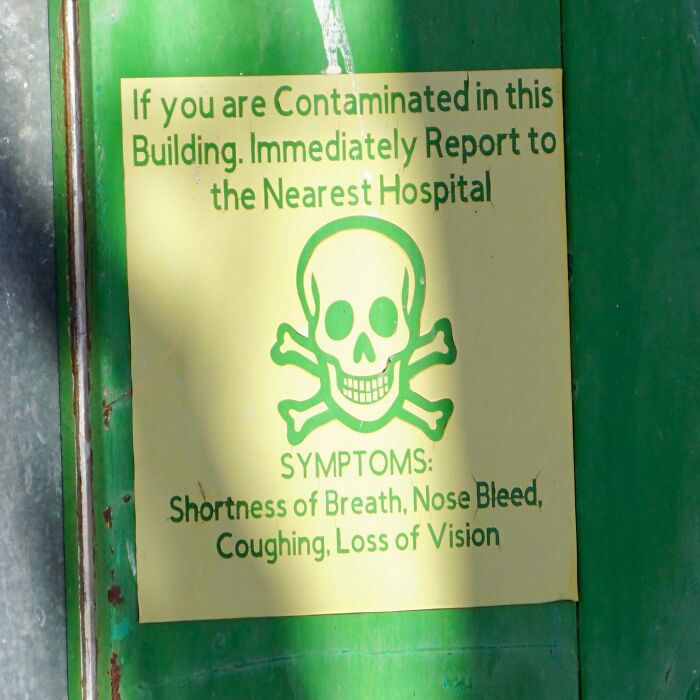 If you are Contaminated in this
Building. Immediately Report to
the Nearest Hospital
SYMPTOMS:
Shortness of Breath, Nose Bleed,
Coughing, Loss of Vision